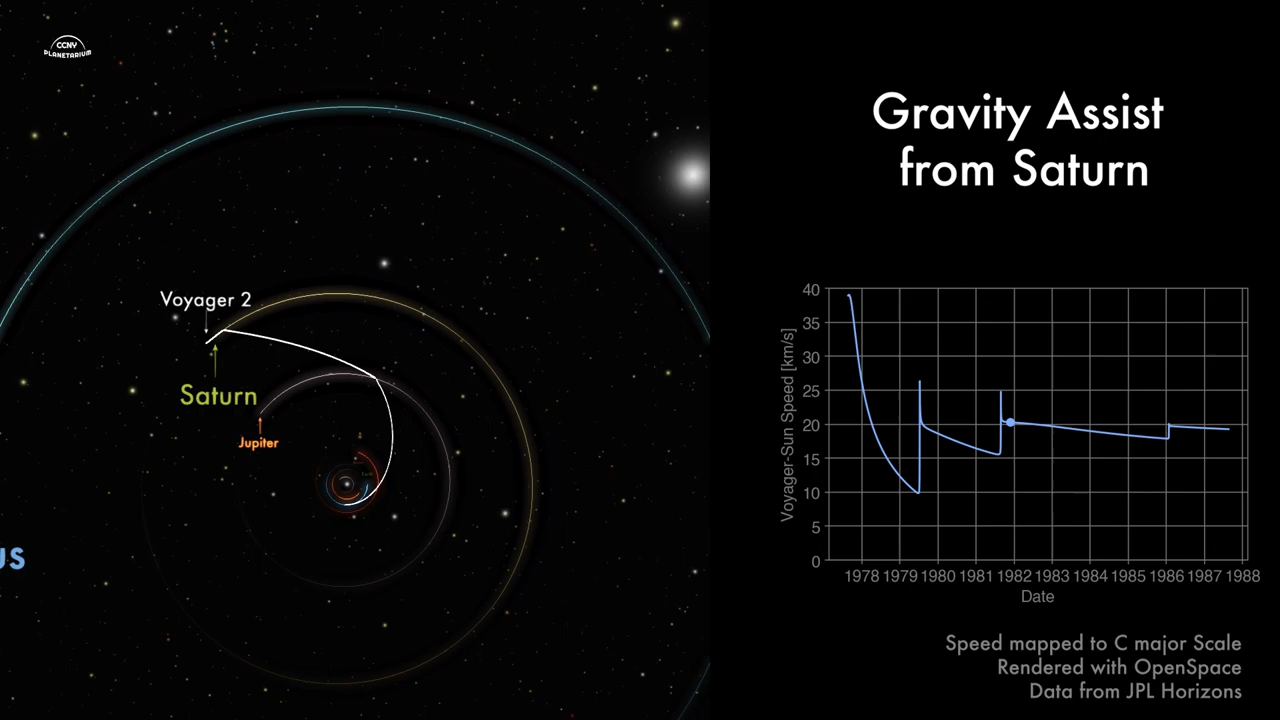 CCNY
PLANETARIUM
Gravity Assist
from Saturn
Voyager 2
Saturn
Jupiter
Earth
us
Voyager-Sun Speed [km/s]
40
35
30
25
20
15
10
5
0
1978 1979 1980 1981 1982 1983 1984 1985 1986 1987 1988
Date
Speed mapped to C major Scale
Rendered with OpenSpace
Data from JPL Horizons